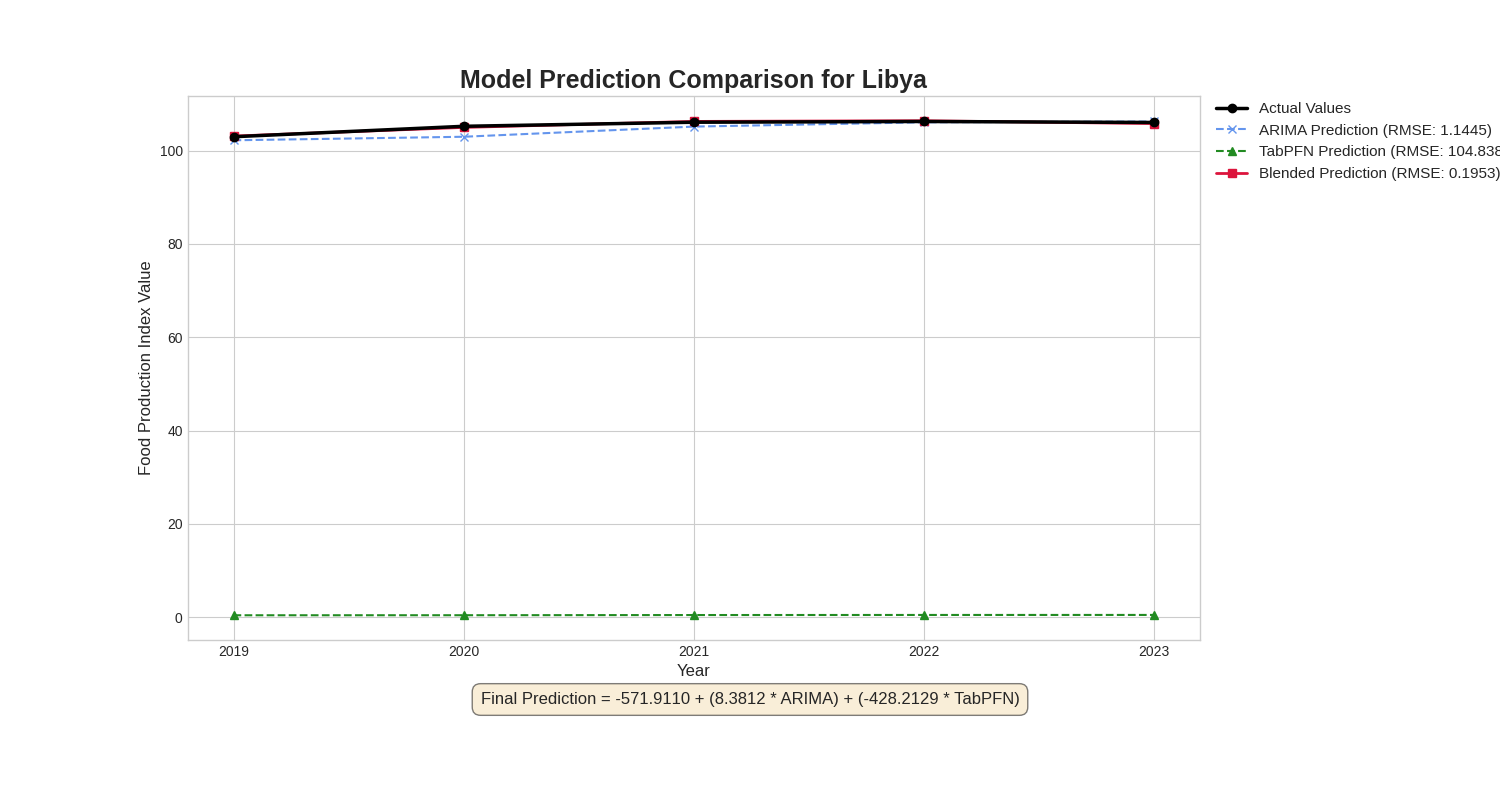 Model Prediction Comparison for Libya
Actual Values
ARIMA Prediction (RMSE: 1.1445)
TabPFN Prediction (RMSE: 104.838
Blended Prediction (RMSE: 0.1953)
Food Production Index Value
100
80
60
40
20
0
2019 2020 2021 2022 2023
Year
Final Prediction = -571.9110 + (8.3812 * ARIMA) + (-428.2129 * TabPFN)